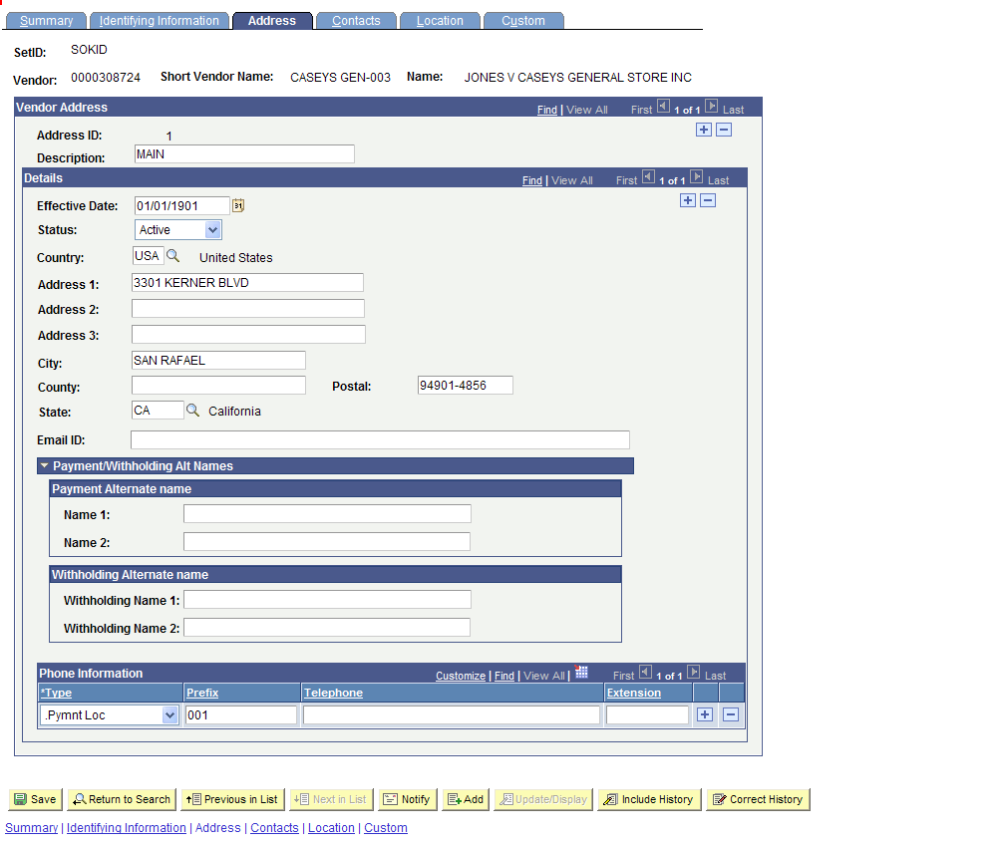 Summary Identifying Information Address Contacts Location Custom
SetID: SOKID
Vendor: 0000308724 Short Vendor Name: CASEYS GEN-003 Name: JONES V CASEYS GENERAL STORE INC
Vendor Address Find | View All First 1 of 1 Last
Address ID: 1
Description: MAIN
Details Find | View All First 1 of 1 Last
Effective Date: 01/01/1901 31
Status: Active
Country: USA United States
Address 1: 3301 KERNER BLVD
Address 2:
Address 3:
City: SAN RAFAEL
County: Postal: 94901-4856
State: CA California
Email ID:
Payment/Withholding Alt Names
Payment Alternate name
Name 1:
Name 2:
Withholding Alternate name
Withholding Name 1:
Withholding Name 2:
Phone Information Customize | Find | View All | First 1 of 1 Last
*Type Prefix Telephone Extension
.Pymnt Loc 001
Save Return to Search Previous in List Next in List Notify Add Update/Display Include History Correct History
Summary | Identifying Information | Address | Contacts | Location | Custom